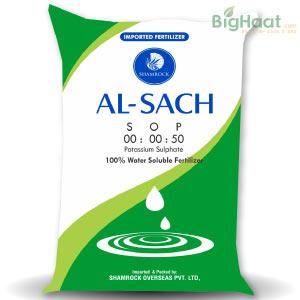 BigHaat.com
IMPORTED FERTILIZER
SHAMROCK
AL-SACH
S O P
00 : 00 : 50
Potassium Sulphate
100% Water Soluble Fertilizer
Imported & Packed by:
SHAMROCK OVERSEAS PVT. LTD,